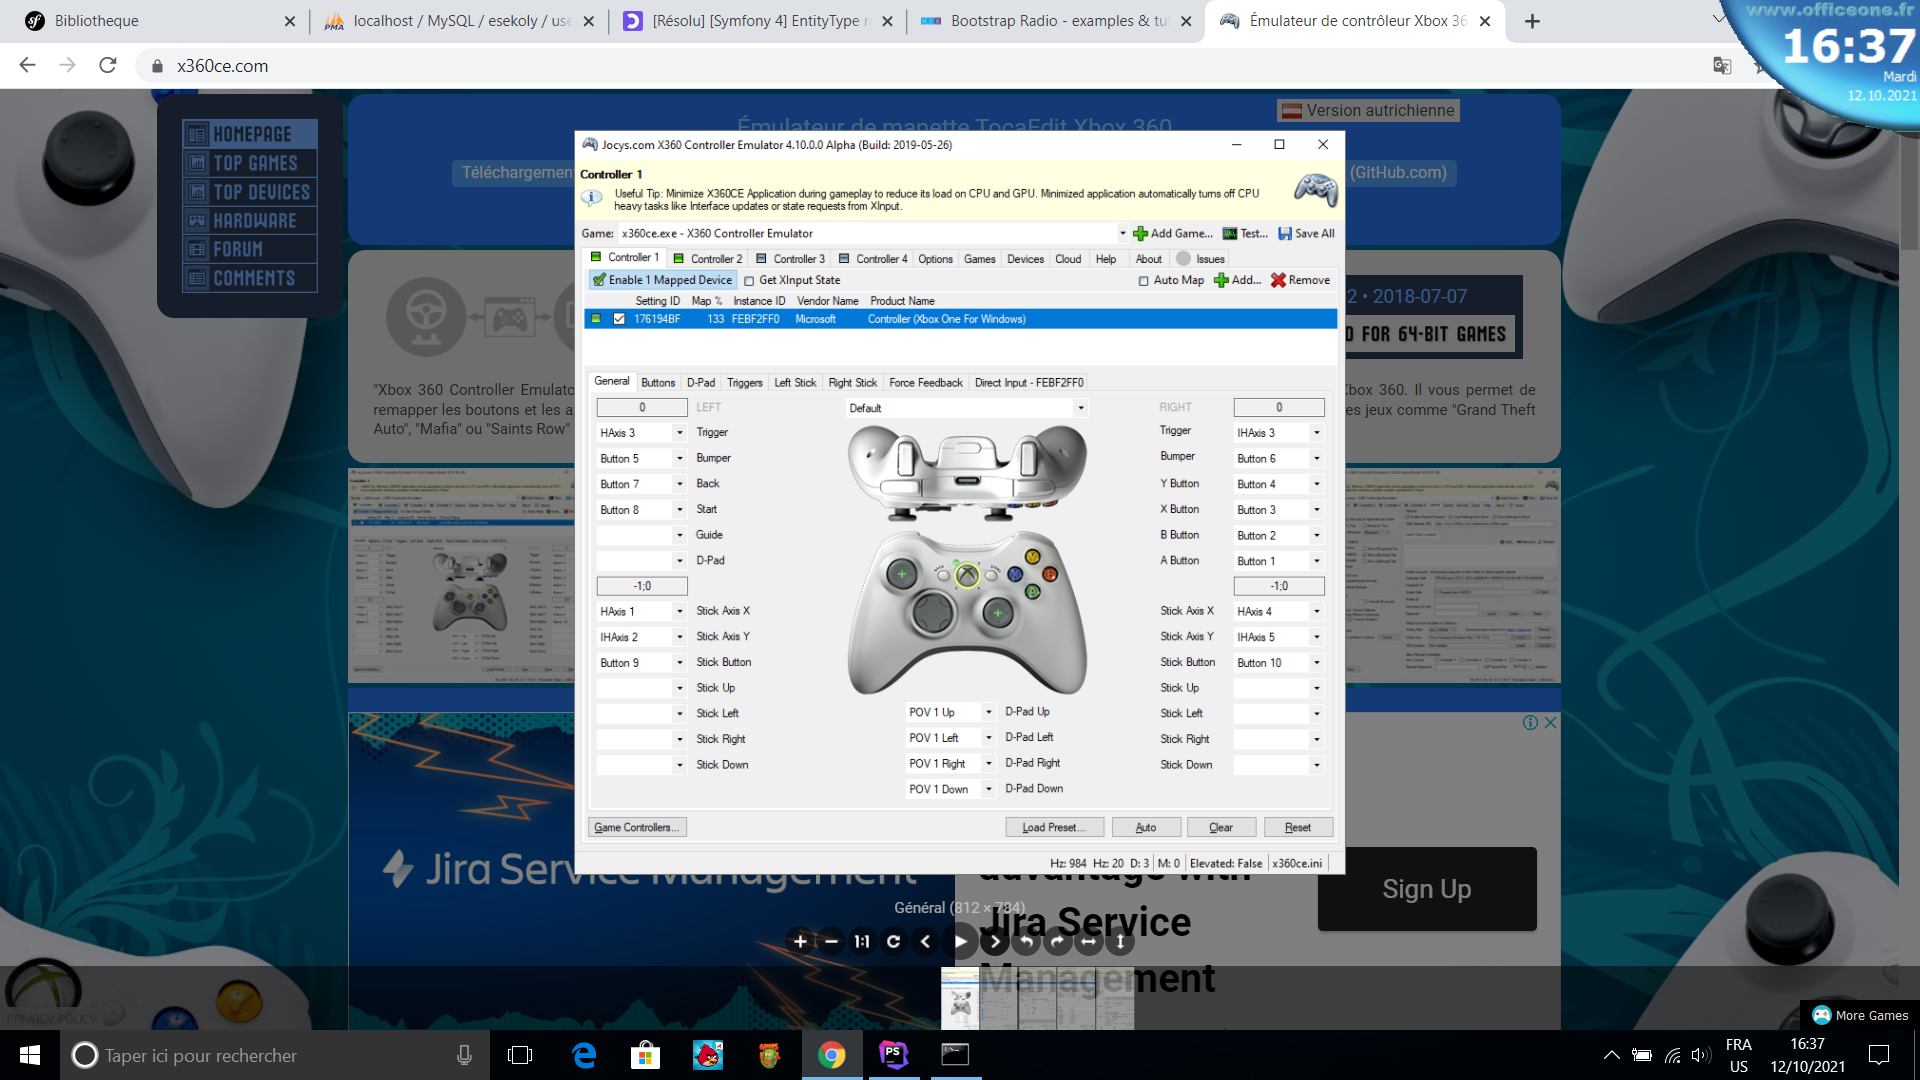 Bibliotheque
localhost / MySQL / esekoly / use
[Résolu] [Symfony 4] EntityType r
Bootstrap Radio - examples & tut
Émulateur de contrôleur Xbox 36
www.officeone.fr
16:37
Mardi
12.10.2021
x360ce.com
HOMEPAGE
TOP GAMES
TOP DEVICES
HARDWARE
FORUM
COMMENTS
Version autrichienne
Émulateur de manette TocaEdit Xbox 360
Téléchargement
(GitHub.com)
2 • 2018-07-07
D FOR 64-BIT GAMES
"Xbox 360 Controller Emulato
remapper les boutons et les a
Auto", "Mafia" ou "Saints Row"
Xbox 360. Il vous permet de
es jeux comme "Grand Theft
Jocys.com X360 Controller Emulator 4.10.0.0 Alpha (Build: 2019-05-26)
Controller 1
Useful Tip: Minimize X360CE Application during gameplay to reduce its load on CPU and GPU. Minimized application automatically turns off CPU
heavy tasks like Interface updates or state requests from XInput.
Game: x360ce.exe - X360 Controller Emulator Add Game... Test... Save All
Controller 1 Controller 2 Controller 3 Controller 4 Options Games Devices Cloud Help About Issues
Enable 1 Mapped Device Get XInput State Auto Map Add... Remove
Setting ID Map % Instance ID Vendor Name Product Name
176194BF 133 FEBF2FF0 Microsoft Controller (Xbox One For Windows)
General Buttons D-Pad Triggers Left Stick Right Stick Force Feedback Direct Input - FEBF2FF0
0 LEFT Default RIGHT 0
HAxis 3 Trigger Trigger IHAxis 3
Button 5 Bumper Bumper Button 6
Button 7 Back Y Button Button 4
Button 8 Start X Button Button 3
Guide B Button Button 2
D-Pad A Button Button 1
-1;0 -1;0
HAxis 1 Stick Axis X Stick Axis X HAxis 4
IHAxis 2 Stick Axis Y Stick Axis Y IHAxis 5
Button 9 Stick Button Stick Button Button 10
Stick Up Stick Up
Stick Left Stick Left
Stick Right Stick Right
Stick Down Stick Down
POV 1 Up D-Pad Up
POV 1 Left D-Pad Left
POV 1 Right D-Pad Right
POV 1 Down D-Pad Down
Game Controllers... Load Preset... Auto Clear Reset
Hz: 984 Hz: 20 D: 3 M: 0 Elevated: False x360ce.ini
Jira Service Management
advantage with
Jira Service
Management
Sign Up
Général (812 × 784)
1:1
PRIVACY POLICY
More Games
Taper ici pour rechercher
FRA
US
16:37
12/10/2021